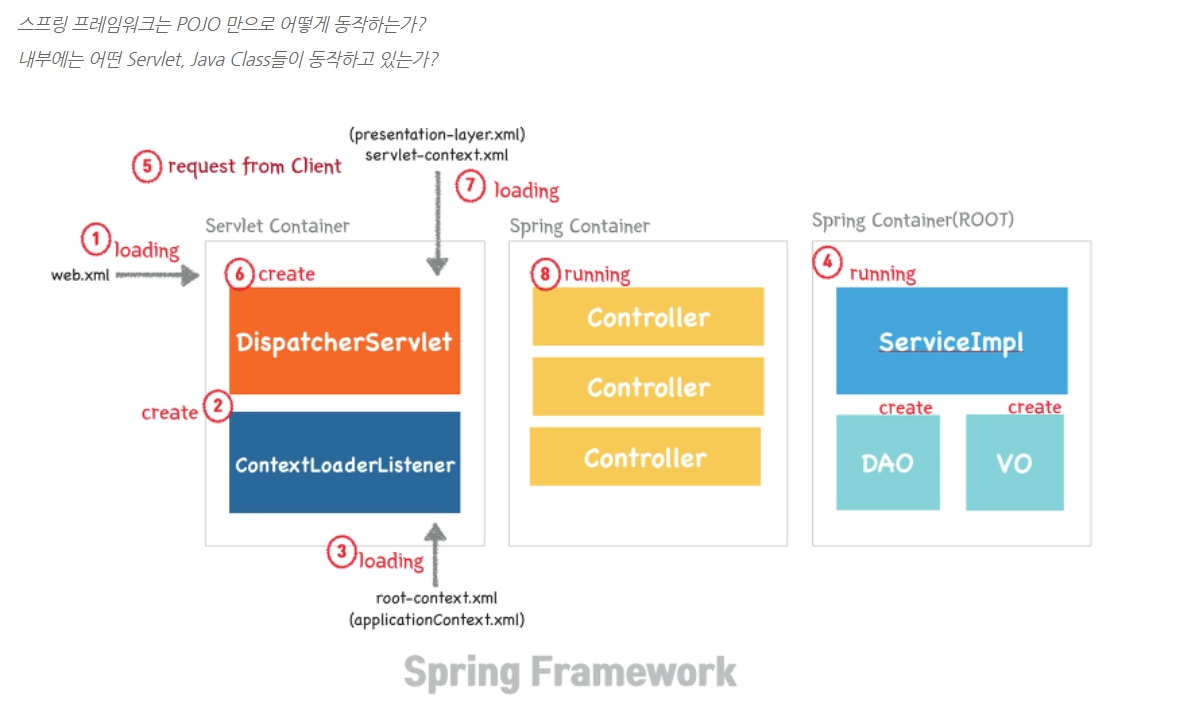 스프링 프레임워크는 POJO 만으로 어떻게 동작하는가?
내부에는 어떤 Servlet, Java Class들이 동작하고 있는가?
(presentation-layer.xml)
servlet-context.xml
5 request from Client
7 loading
Servlet Container
Spring Container
Spring Container(ROOT)
1 loading
web.xml
6 create
8 running
4 running
DispatcherServlet
Controller
ServiceImpl
Controller
create 2
create
create
ContextLoaderListener
Controller
DAO
VO
3 loading
root-context.xml
(applicationContext.xml)
Spring Framework